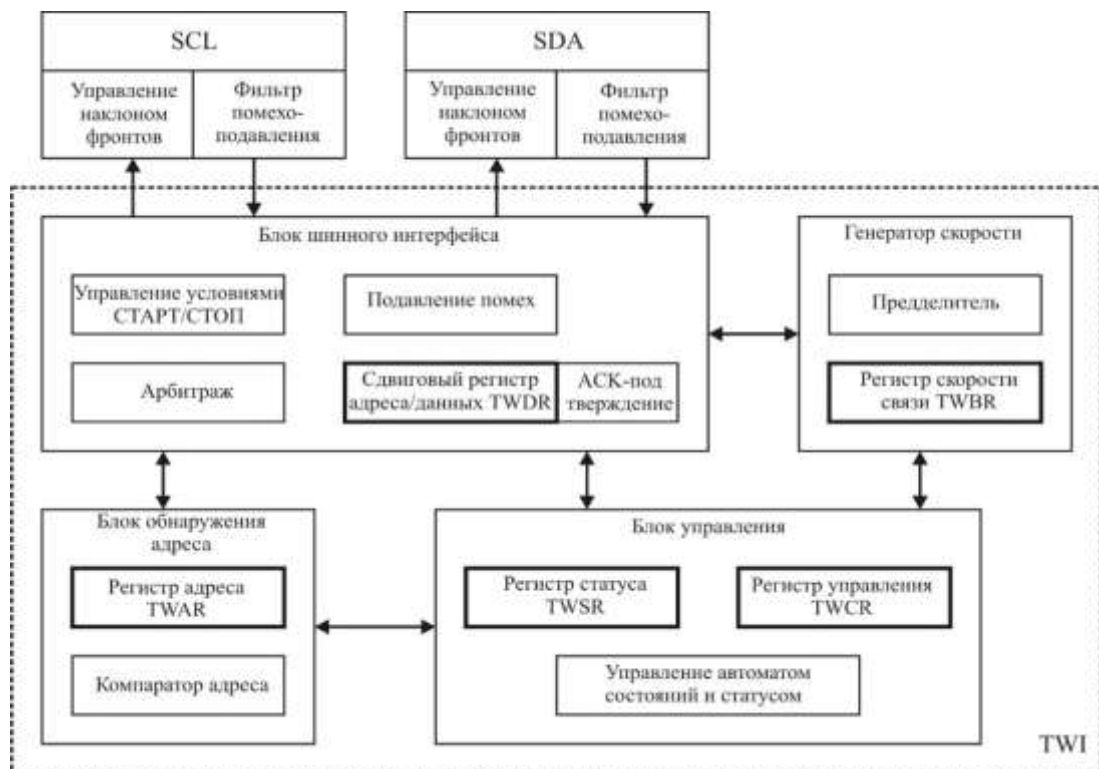 SCL
Управление
наклоном
фронтов
Фильтр
помехо-
подавления
SDA
Управление
наклоном
фронтов
Фильтр
помехо-
подавления
Блок шинного интерфейса
Управление условиями
СТАРТ/СТОП
Подавление помех
Арбитраж
Сдвиговый регистр
адреса/данных TWDR
АСК-под
тверждение
Генератор скорости
Предделитель
Регистр скорости
связи TWBR
Блок обнаружения
адреса
Регистр адреса
TWAR
Компаратор адреса
Блок управления
Регистр статуса
TWSR
Регистр управления
TWCR
Управление автоматом
состояний и статусом
TWI